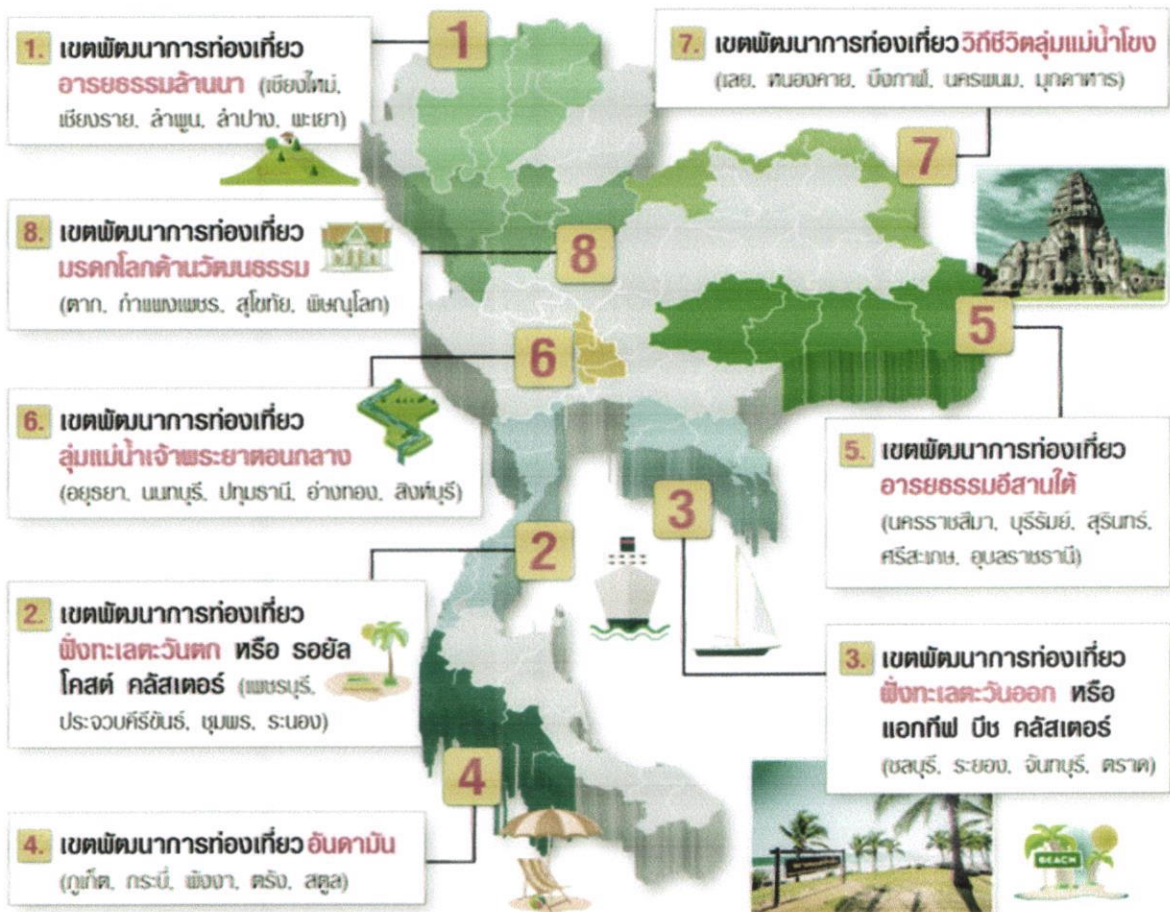 1. เขตพัฒนาการท่องเที่ยว
อารยธรรมล้านนา (เชียงใหม่,
เชียงราย, ลำพูน, ลำปาง, พะเยา)
8. เขตพัฒนาการท่องเที่ยว
มรดกโลกด้านวัฒนธรรม
(ตาก, กำแพงเพชร, สุโขทัย, พิษณุโลก)
6. เขตพัฒนาการท่องเที่ยว
ลุ่มแม่น้ำเจ้าพระยาตอนกลาง
(อยุธยา, นนทบุรี, ปทุมธานี, อ่างทอง, สิงห์บุรี)
2. เขตพัฒนาการท่องเที่ยว
ฝั่งทะเลตะวันตก หรือ รอยัล
โคสต์ คลัสเตอร์ (เพชรบุรี,
ประจวบคีรีขันธ์, ชุมพร, ระนอง)
4. เขตพัฒนาการท่องเที่ยว อันดามัน
(ภูเก็ต, กระบี่, พังงา, ตรัง, สตูล)
1
7
8
5
6
3
2
4
7. เขตพัฒนาการท่องเที่ยว วิถีชีวิตลุ่มแม่น้ำโขง
(เลย, หนองคาย, บึงกาฬ, นครพนม, มุกดาหาร)
5. เขตพัฒนาการท่องเที่ยว
อารยธรรมอีสานใต้
(นครราชสีมา, บุรีรัมย์, สุรินทร์,
ศรีสะเกษ, อุบลราชธานี)
3. เขตพัฒนาการท่องเที่ยว
ฝั่งทะเลตะวันออก หรือ
แอกทีฟ บีช คลัสเตอร์
(ชลบุรี, ระยอง, จันทบุรี, ตราด)
BEACH